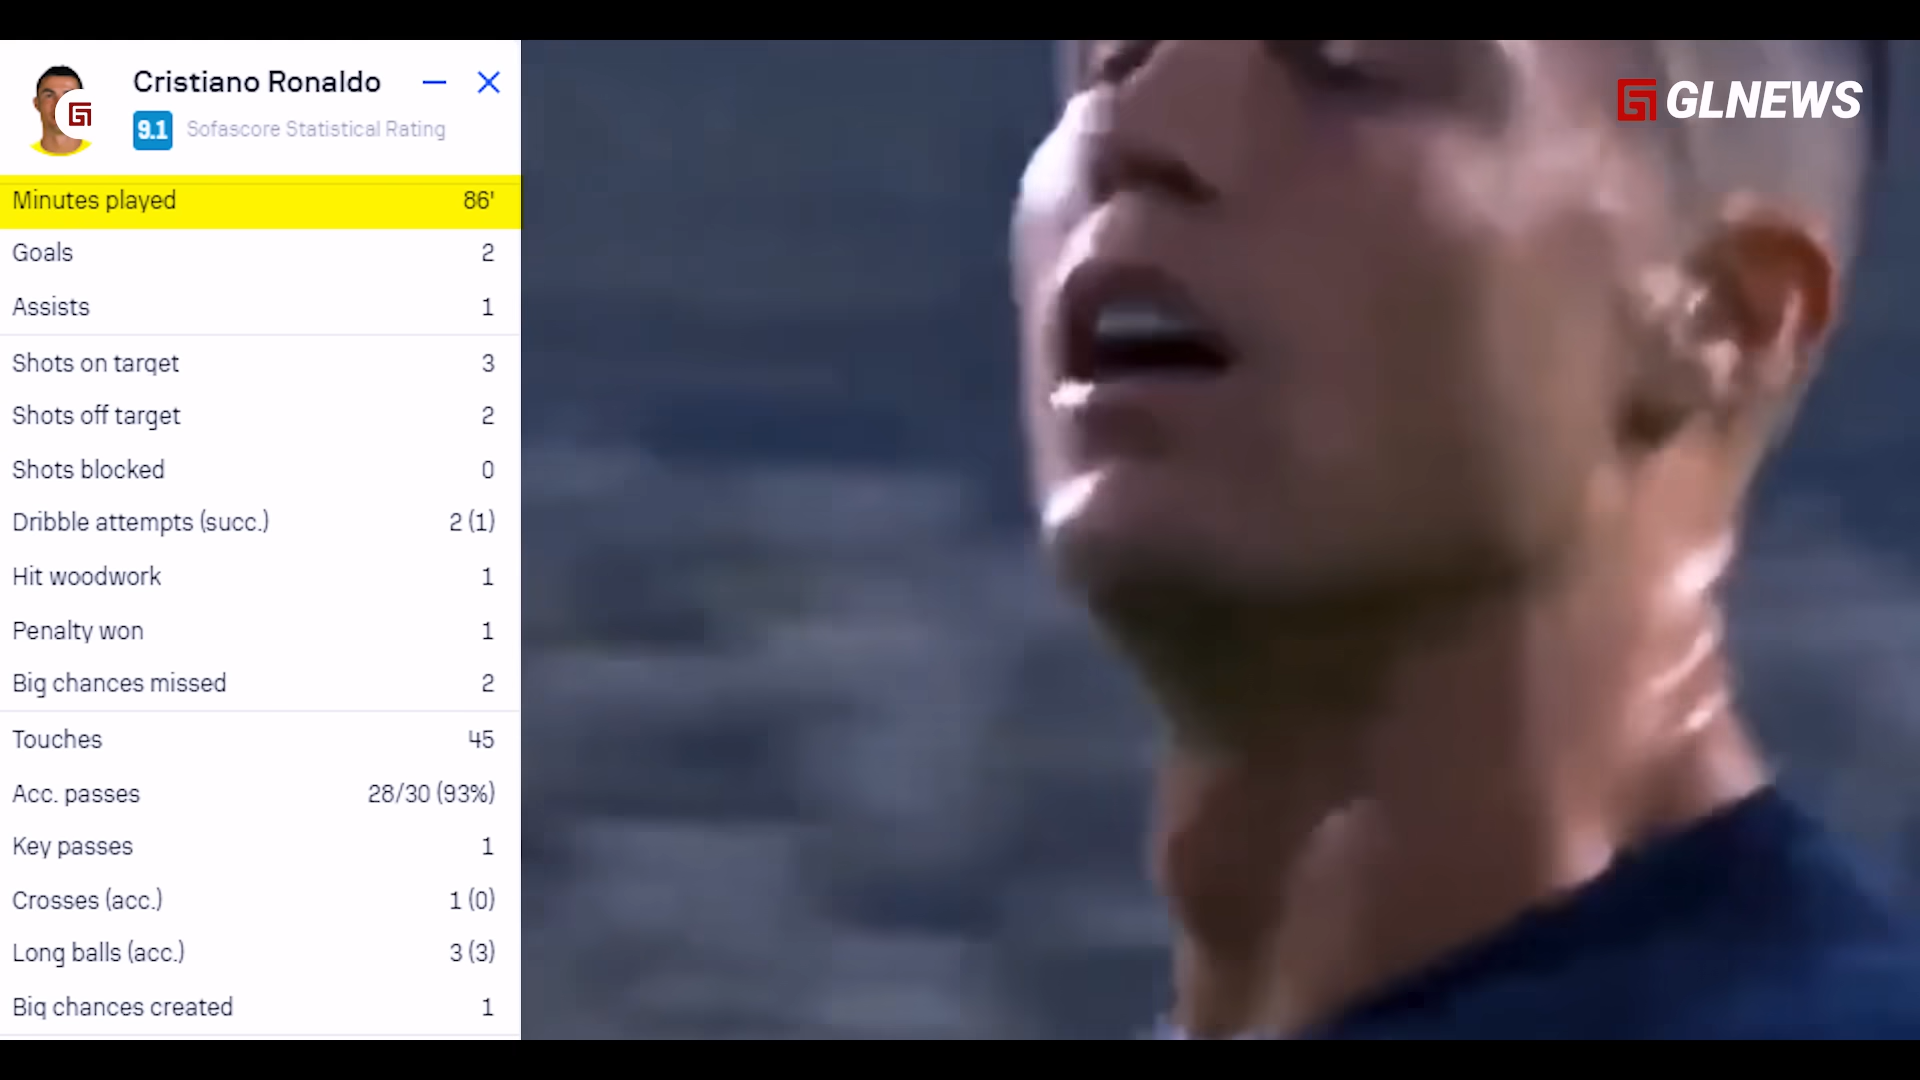 Cristiano Ronaldo
9.1 Sofascore Statistical Rating
GLNEWS
Minutes played 86'
Goals 2
Assists 1
Shots on target 3
Shots off target 2
Shots blocked 0
Dribble attempts (succ.) 2 (1)
Hit woodwork 1
Penalty won 1
Big chances missed 2
Touches 45
Acc. passes 28/30 (93%)
Key passes 1
Crosses (acc.) 1 (0)
Long balls (acc.) 3 (3)
Big chances created 1